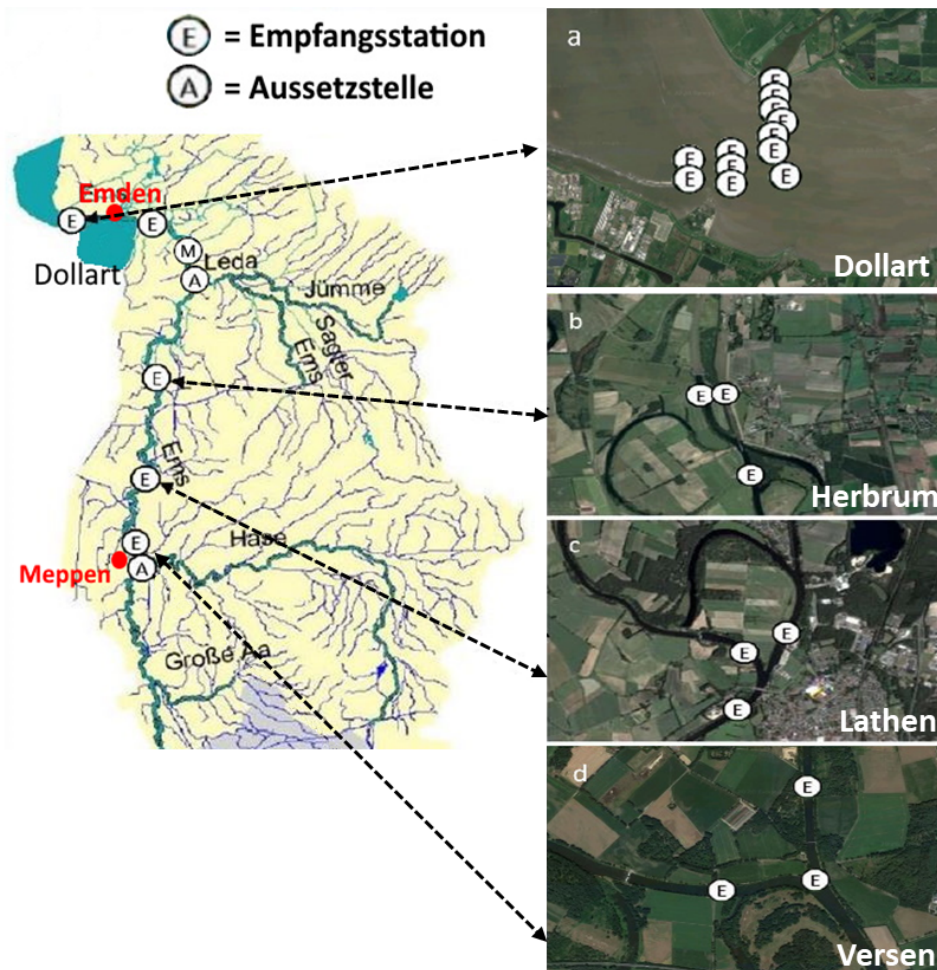 E = Empfangsstation
A = Aussetzstelle
Emden
E
E
M
A
Leda
Dollart
Jümme
Sagter
Ems
E
Ems
E
E
Hase
Meppen
A
Große Aa
a
E
E
E
E
E
E
E
E
E
E
E
E
Dollart
b
E
E
E
Herbrum
c
E
E
E
Lathen
d
E
E
E
Versen